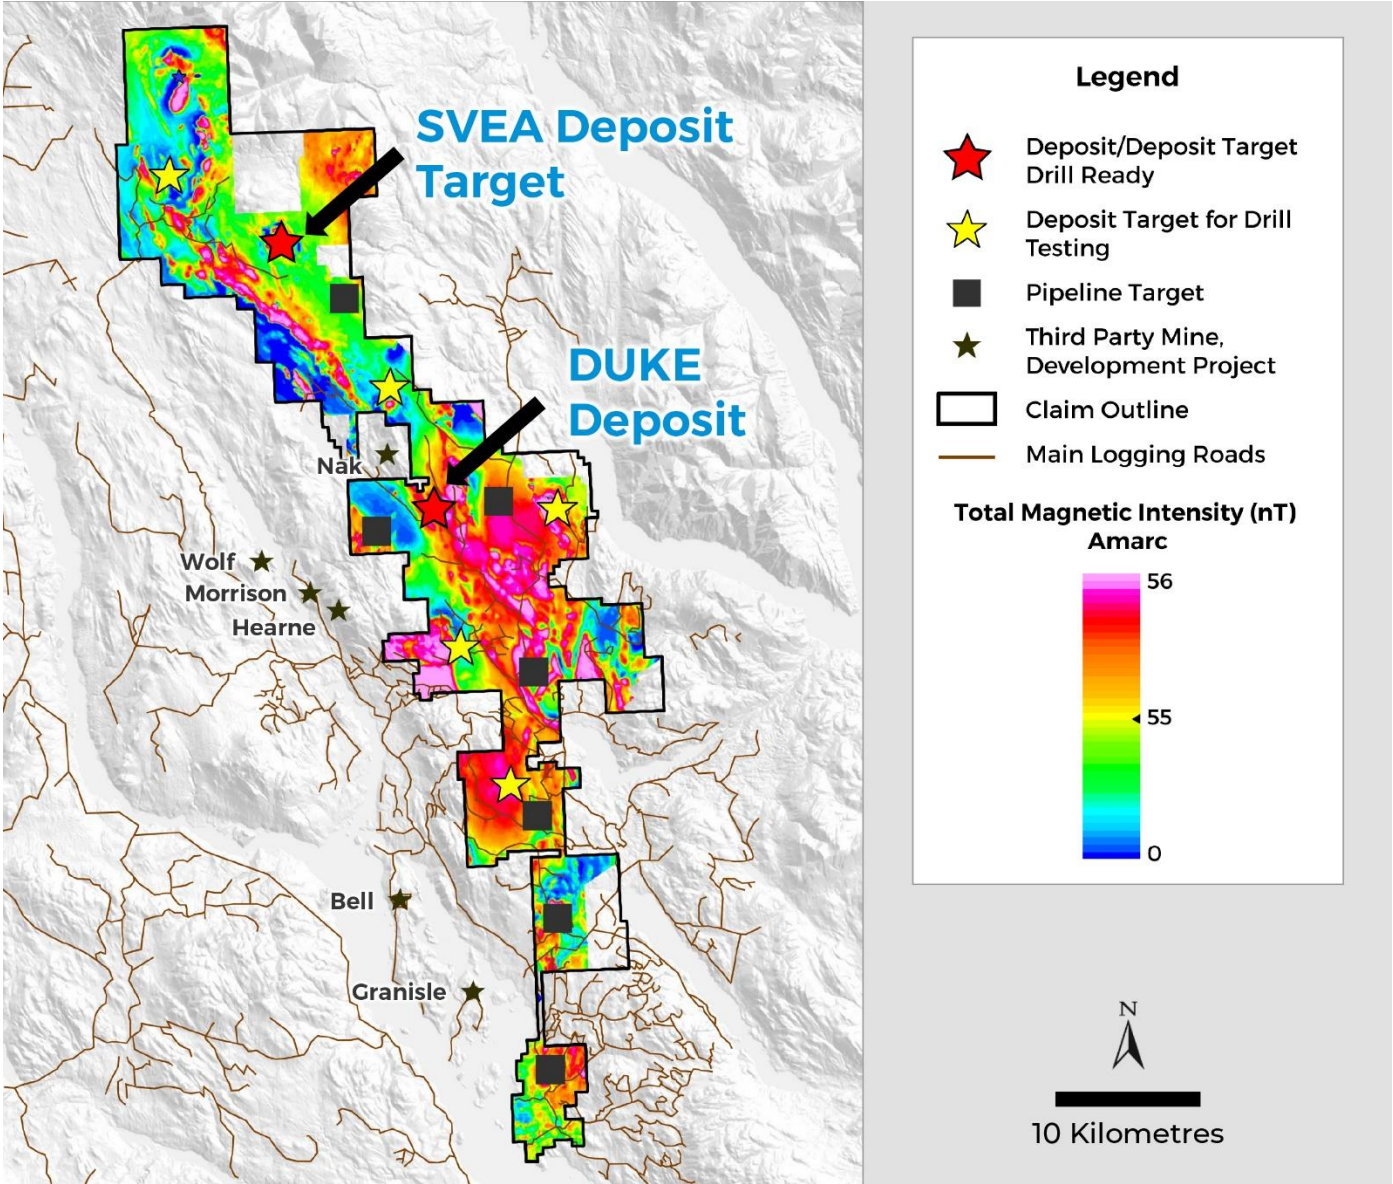 SVEA Deposit
Target
DUKE
Deposit
Nak
Wolf
Morrison
Hearne
Bell
Granisle
Legend
Deposit/Deposit Target
Drill Ready
Deposit Target for Drill
Testing
Pipeline Target
Third Party Mine,
Development Project
Claim Outline
Main Logging Roads
Total Magnetic Intensity (nT)
Amarc
56
55
0
N
10 Kilometres